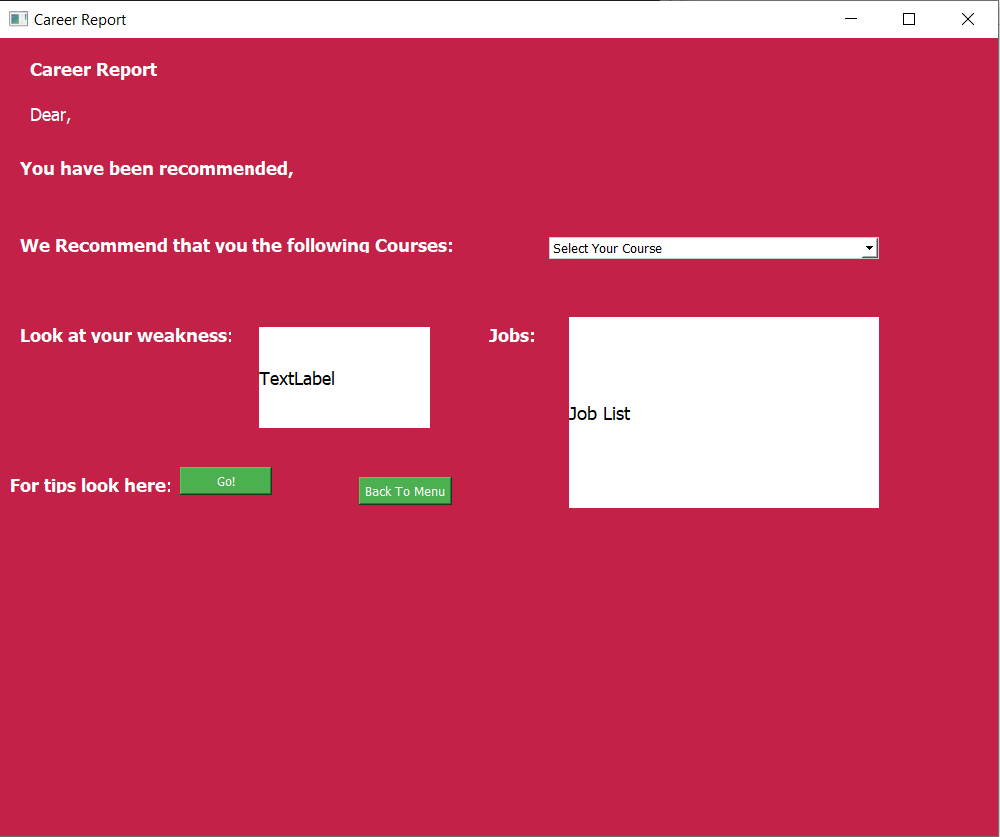 Career Report
Career Report
Dear,
You have been recommended,
We Recommend that you the following Courses:
Select Your Course
Look at your weakness:
TextLabel
Jobs:
Job List
For tips look here:
Go!
Back To Menu